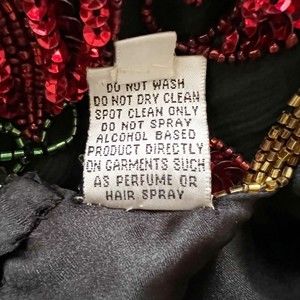 DO NOT WASH
DO NOT DRY CLEAN
SPOT CLEAN ONLY
DO NOT SPRAY
ALCOHOL BASED
PRODUCT DIRECTLY
ON GARMENTS SUCH
AS PERFUME OR
HAIR SPRAY